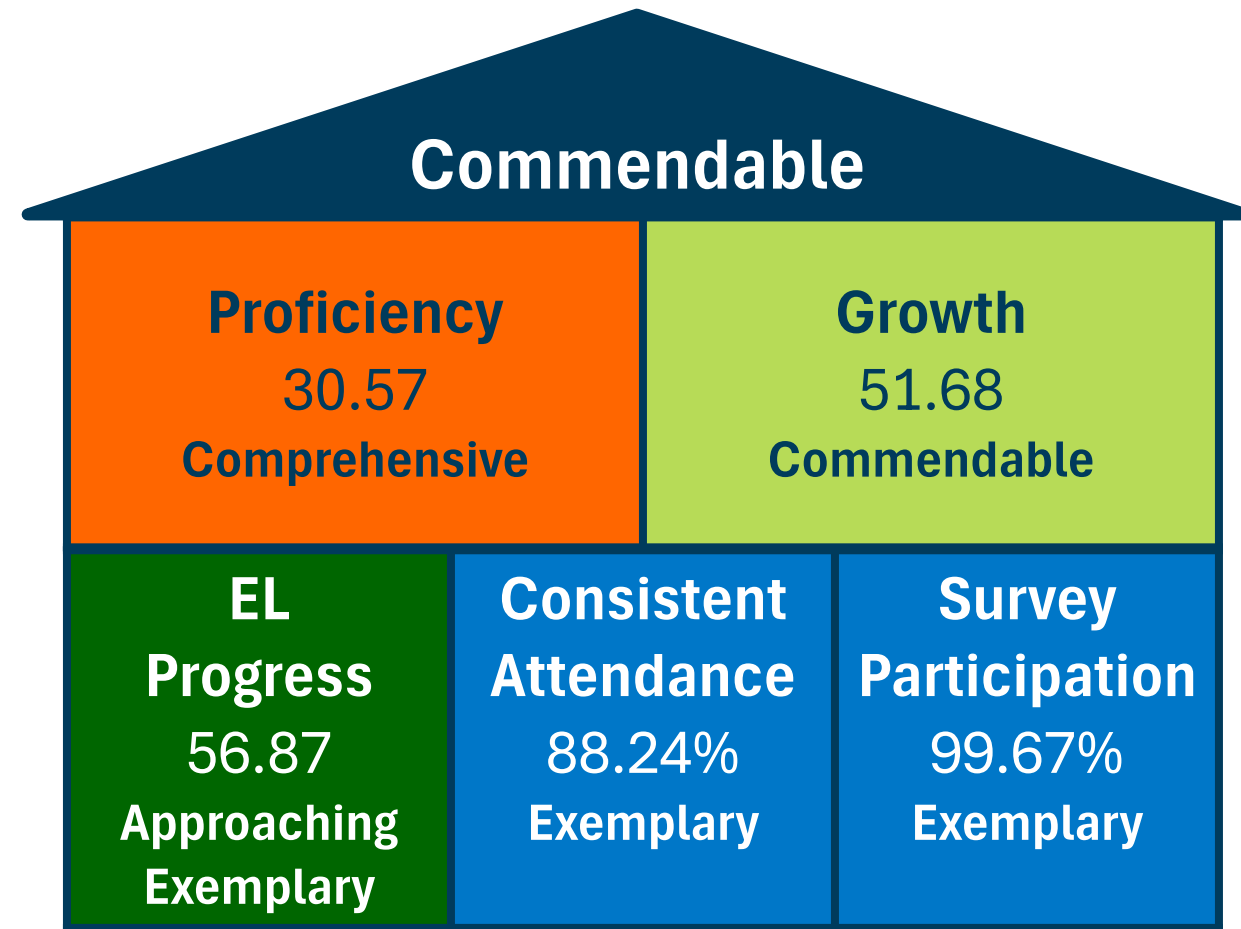 Commendable
Proficiency
30.57
Comprehensive
Growth
51.68
Commendable
EL
Progress
56.87
Approaching
Exemplary
Consistent
Attendance
88.24%
Exemplary
Survey
Participation
99.67%
Exemplary